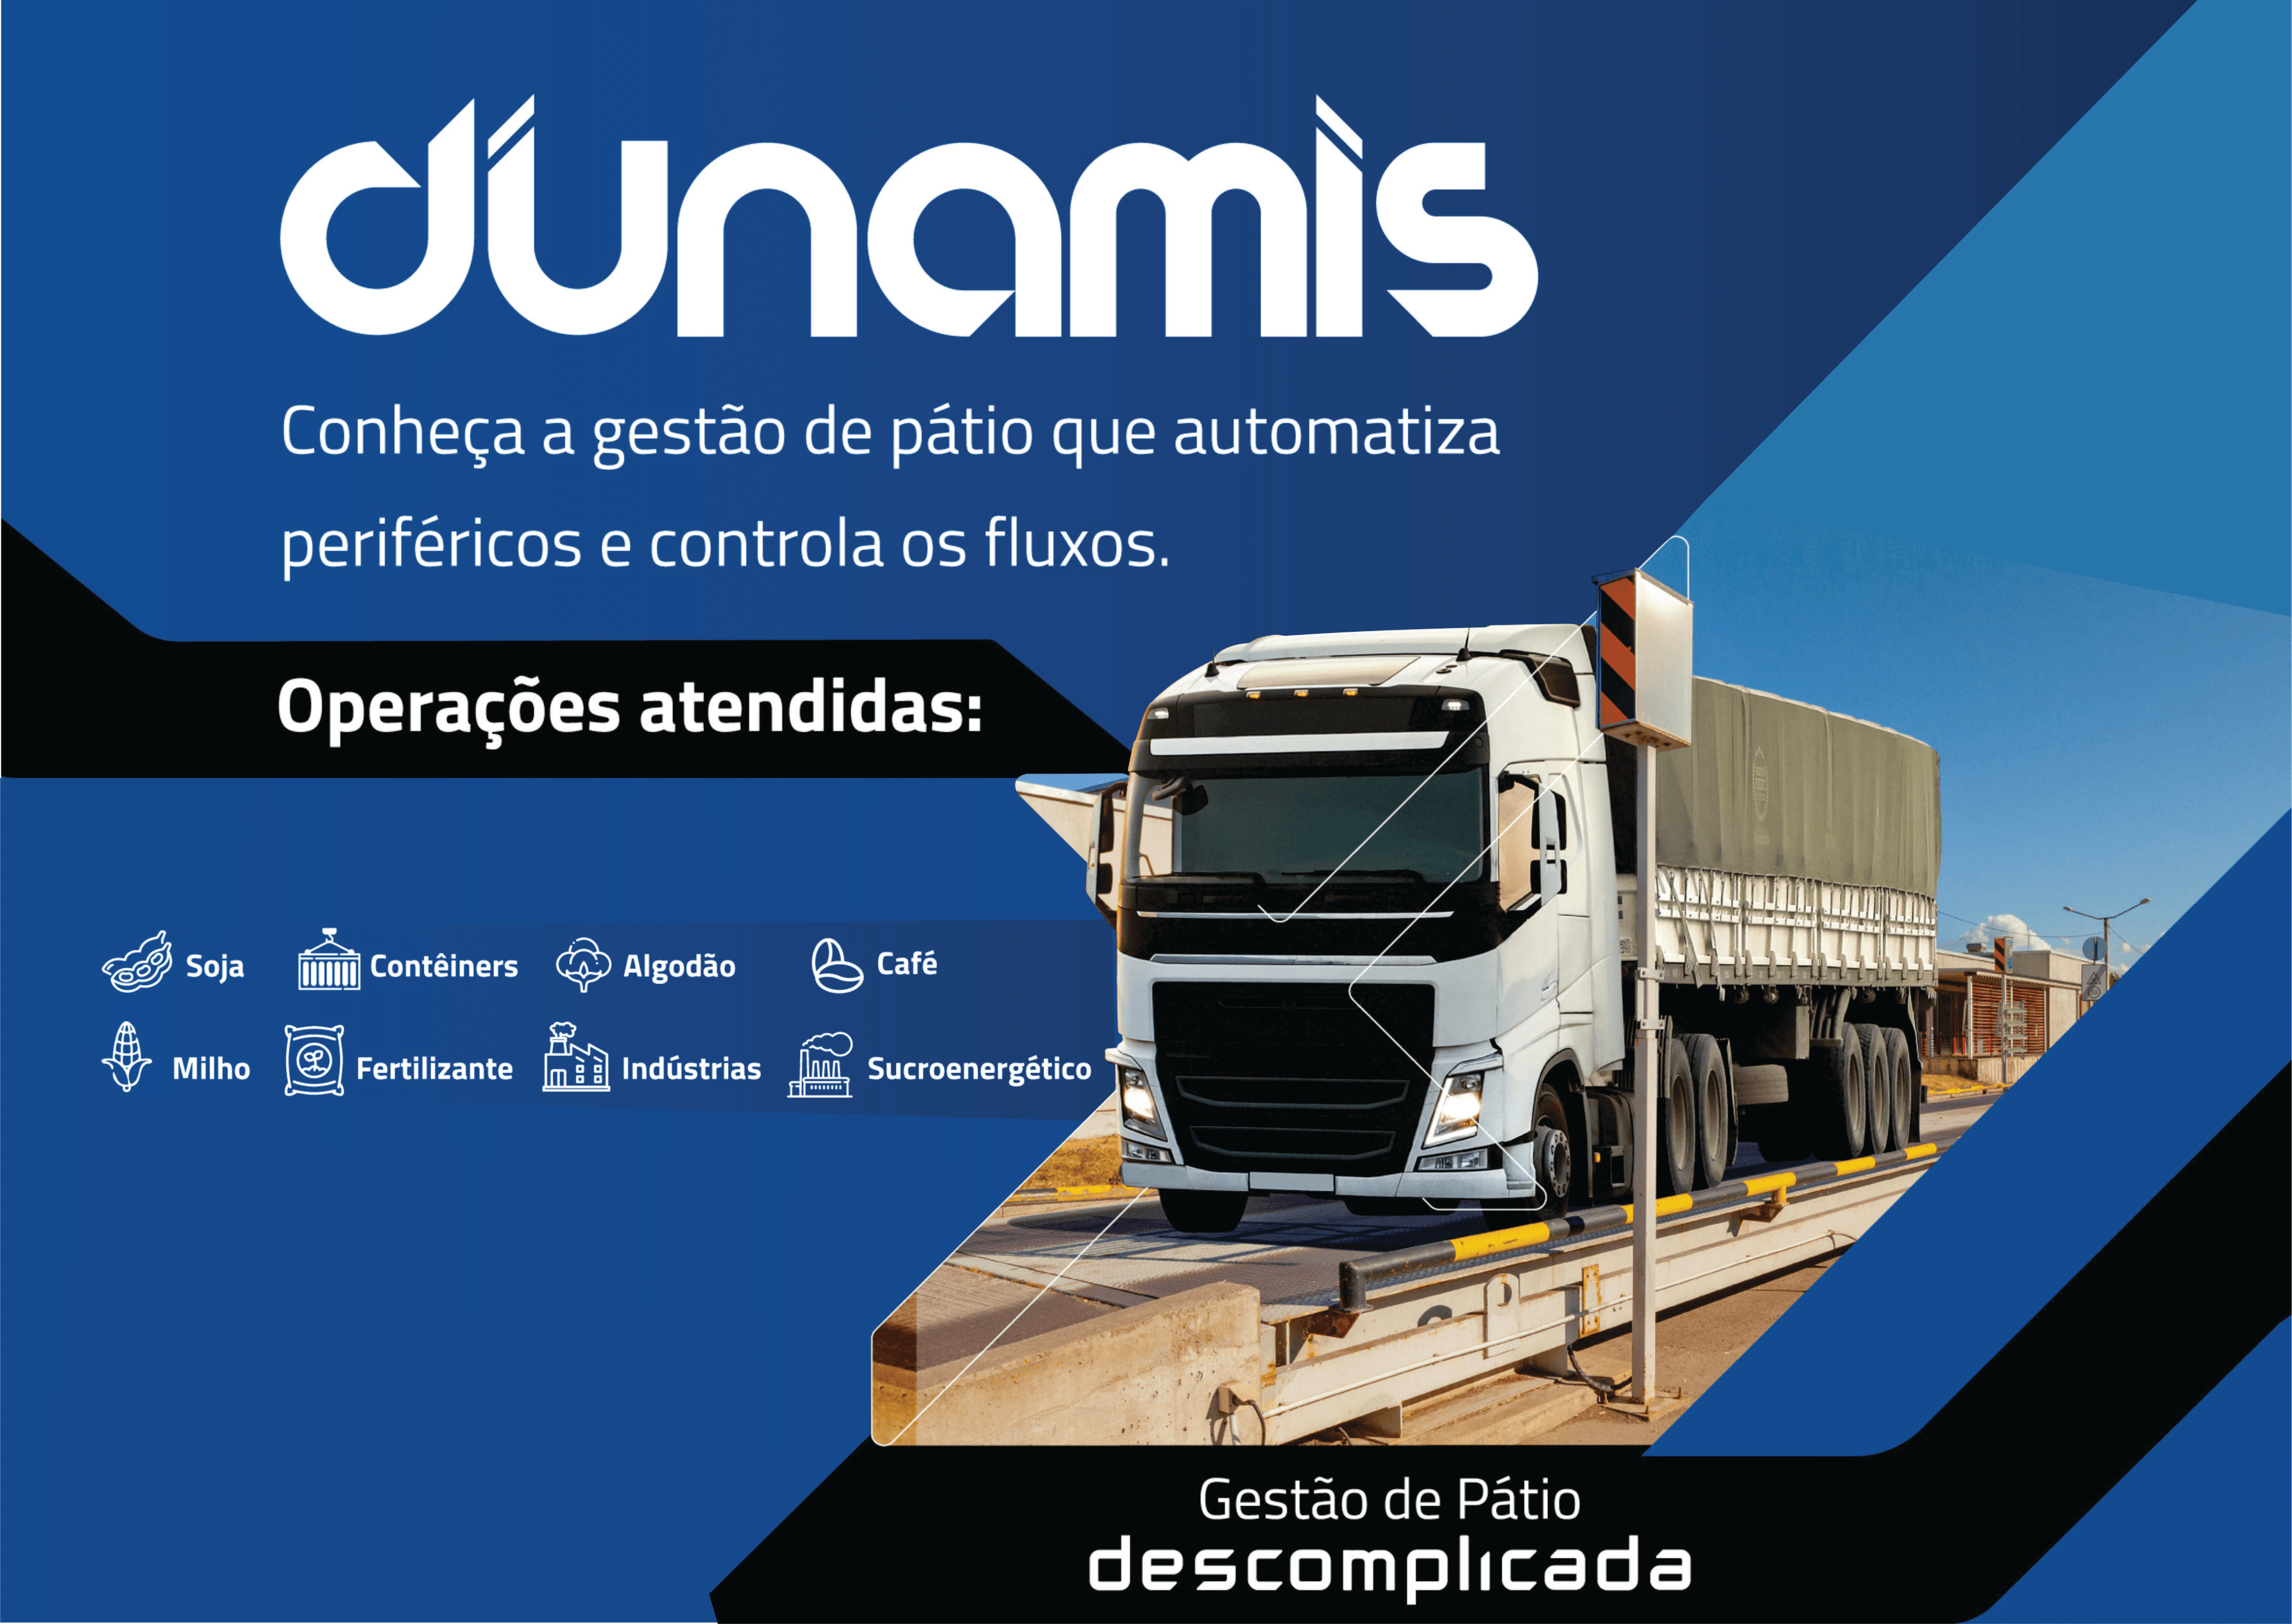 dunamis
Conheça a gestão de pátio que automatiza
periféricos e controla os fluxos.
Operações atendidas:
Soja
Contêiners
Algodão
Café
Milho
Fertilizante
Indústrias
Sucroenergético
Gestão de Pátio
descomplicada